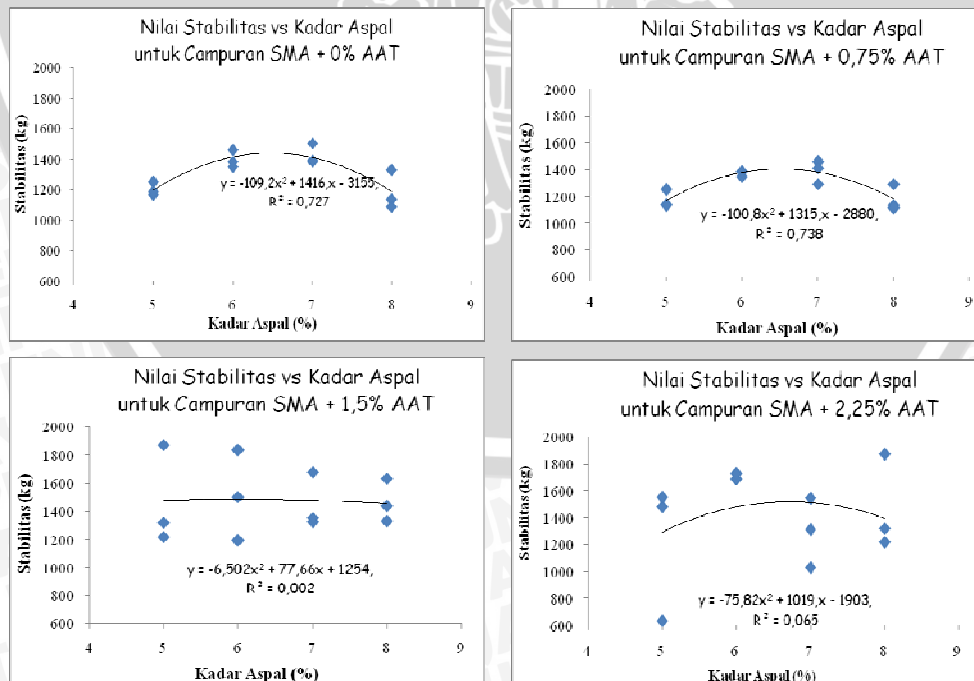 Nilai Stabilitas vs Kadar Aspal
untuk Campuran SMA + 0% AAT
2000
1800
1600
1400
1200
1000
800
600
Stabilitas (kg)
y = -109,2x² + 1416,x - 3155,
R² = 0,727
4 5 6 7 8 9
Kadar Aspal (%)
Nilai Stabilitas vs Kadar Aspal
untuk Campuran SMA + 0,75% AAT
2000
1800
1600
1400
1200
1000
800
600
Stabilitas (kg)
y = -100,8x² + 1315,x - 2880,
R² = 0,738
4 5 6 7 8 9
Kadar Aspal (%)
Nilai Stabilitas vs Kadar Aspal
untuk Campuran SMA + 1,5% AAT
2000
1800
1600
1400
1200
1000
800
600
Stabilitas (kg)
y = -6,502x² + 77,66x + 1254,
R² = 0,002
4 5 6 7 8 9
Kadar Aspal (%)
Nilai Stabilitas vs Kadar Aspal
untuk Campuran SMA + 2,25% AAT
2000
1800
1600
1400
1200
1000
800
600
Stabilitas (kg)
y = -75,82x² + 1019,x - 1903,
R² = 0,065
4 5 6 7 8 9
Kadar Aspal (%)